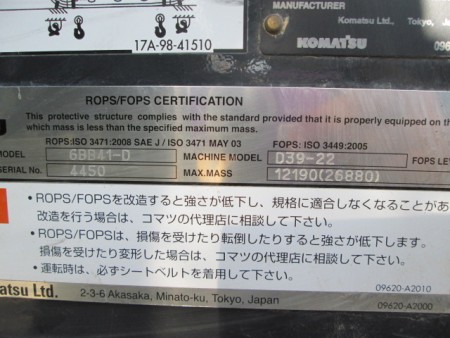 17A-98-41510
MANUFACTURER
Komatsu Ltd., Tokyo, Ja
KOMATSU
ROPS/FOPS CERTIFICATION
This protective structure complies with the standard provided that it is properly equipped on the
which mass is less than the specified maximum mass.
ROPS:ISO 3471:2008 SAE J / ISO 3471 MAY 03 FOPS: ISO 3449:2005
MODEL 6BB41-D MACHINE MODEL D39-22 FOPS LE
SERIAL No. 4450 MAX.MASS 12190(26880)
・ROPS/FOPSを改造すると強さが低下し、規格に適合しなくなることがあ
改造を行う場合は、コマツの代理店に相談して下さい。
・ROPS/FOPSは、損傷を受けたり転倒したりすると強さが低下します。
損傷を受けたり変形した場合は、コマツの代理店に相談して下さい。
・運転時は、必ずシートベルトを着用して下さい。
09620-A2010
atsu Ltd. 2-3-6 Akasaka, Minato-ku, Tokyo, Japan 09620-A2000